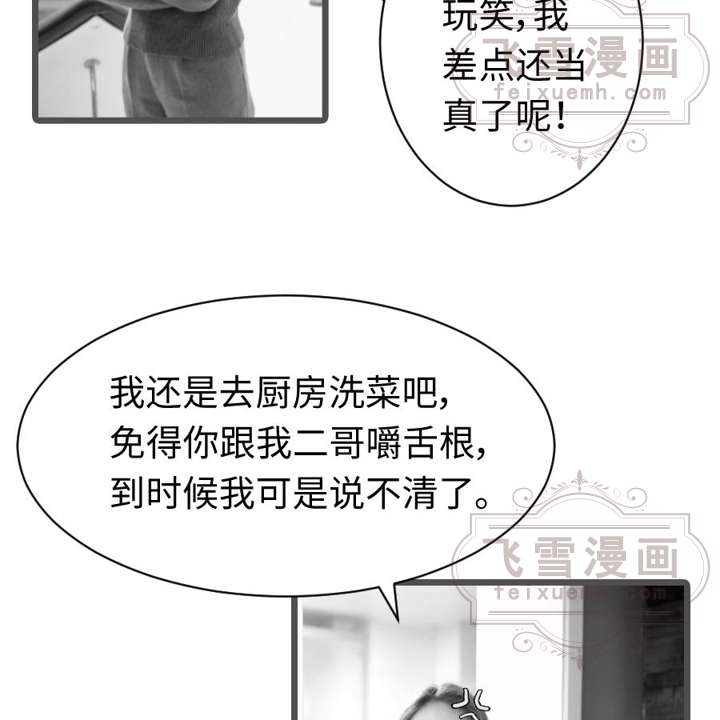 玩笑，我
差点还当
真了呢！
飞雪漫画
feixuemh.com
我还是去厨房洗菜吧，
免得你跟我二哥嚼舌根，
到时候我可是说不清了。
飞雪漫画
feixuemh.com